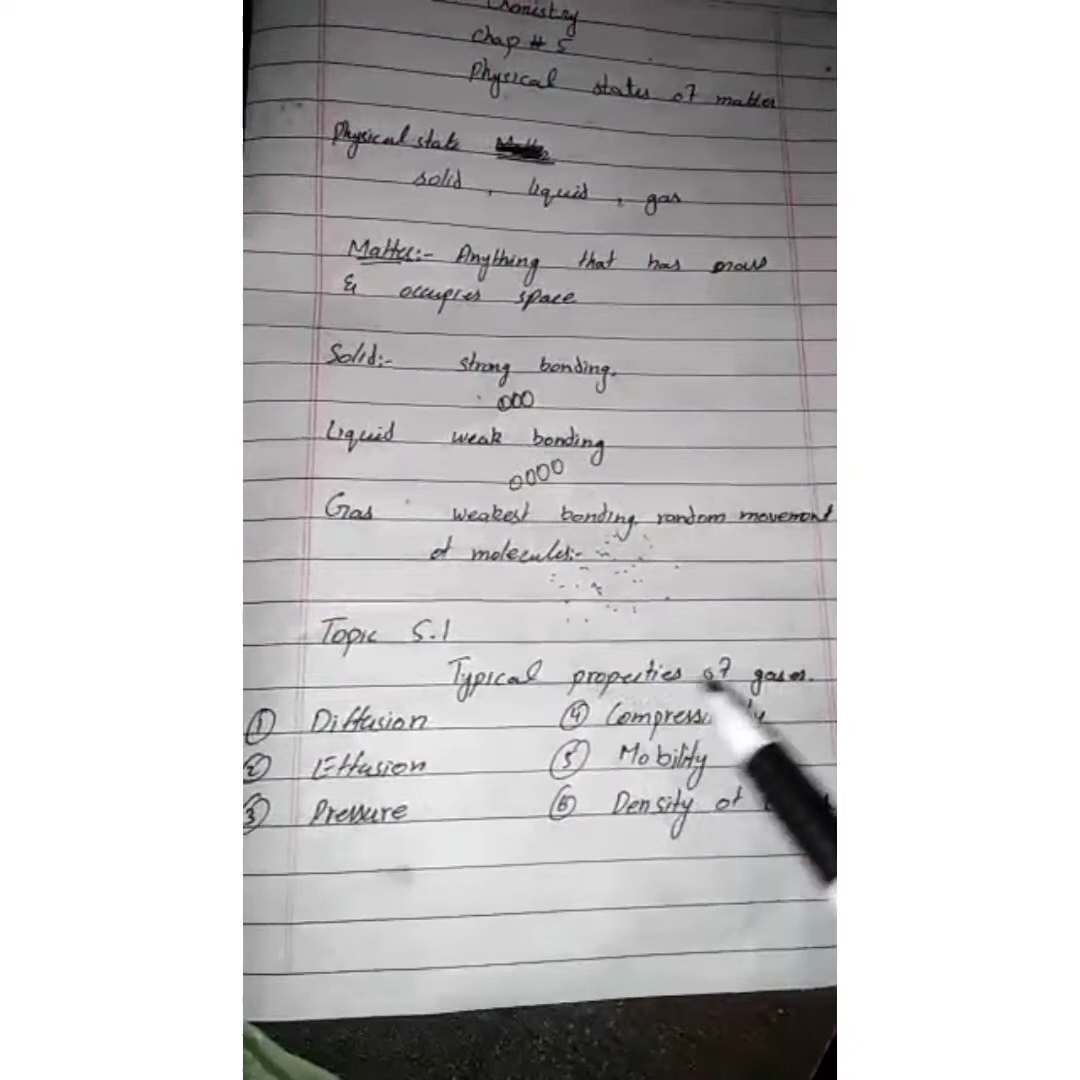 Chemistry
Chap # 5
Physical states of matter
Physical state
solid, liquid, gas
Matter:- Anything that has mass
& occupies space
Solid:- strong bonding.
Liquid weak bonding
Gas weakest bonding, random movement
of molecules:-
Topic 5.1
Typical properties of gases.
① Diffusion ④
② Effusion ⑤ Mobility
③ Pressure ⑥ Density of